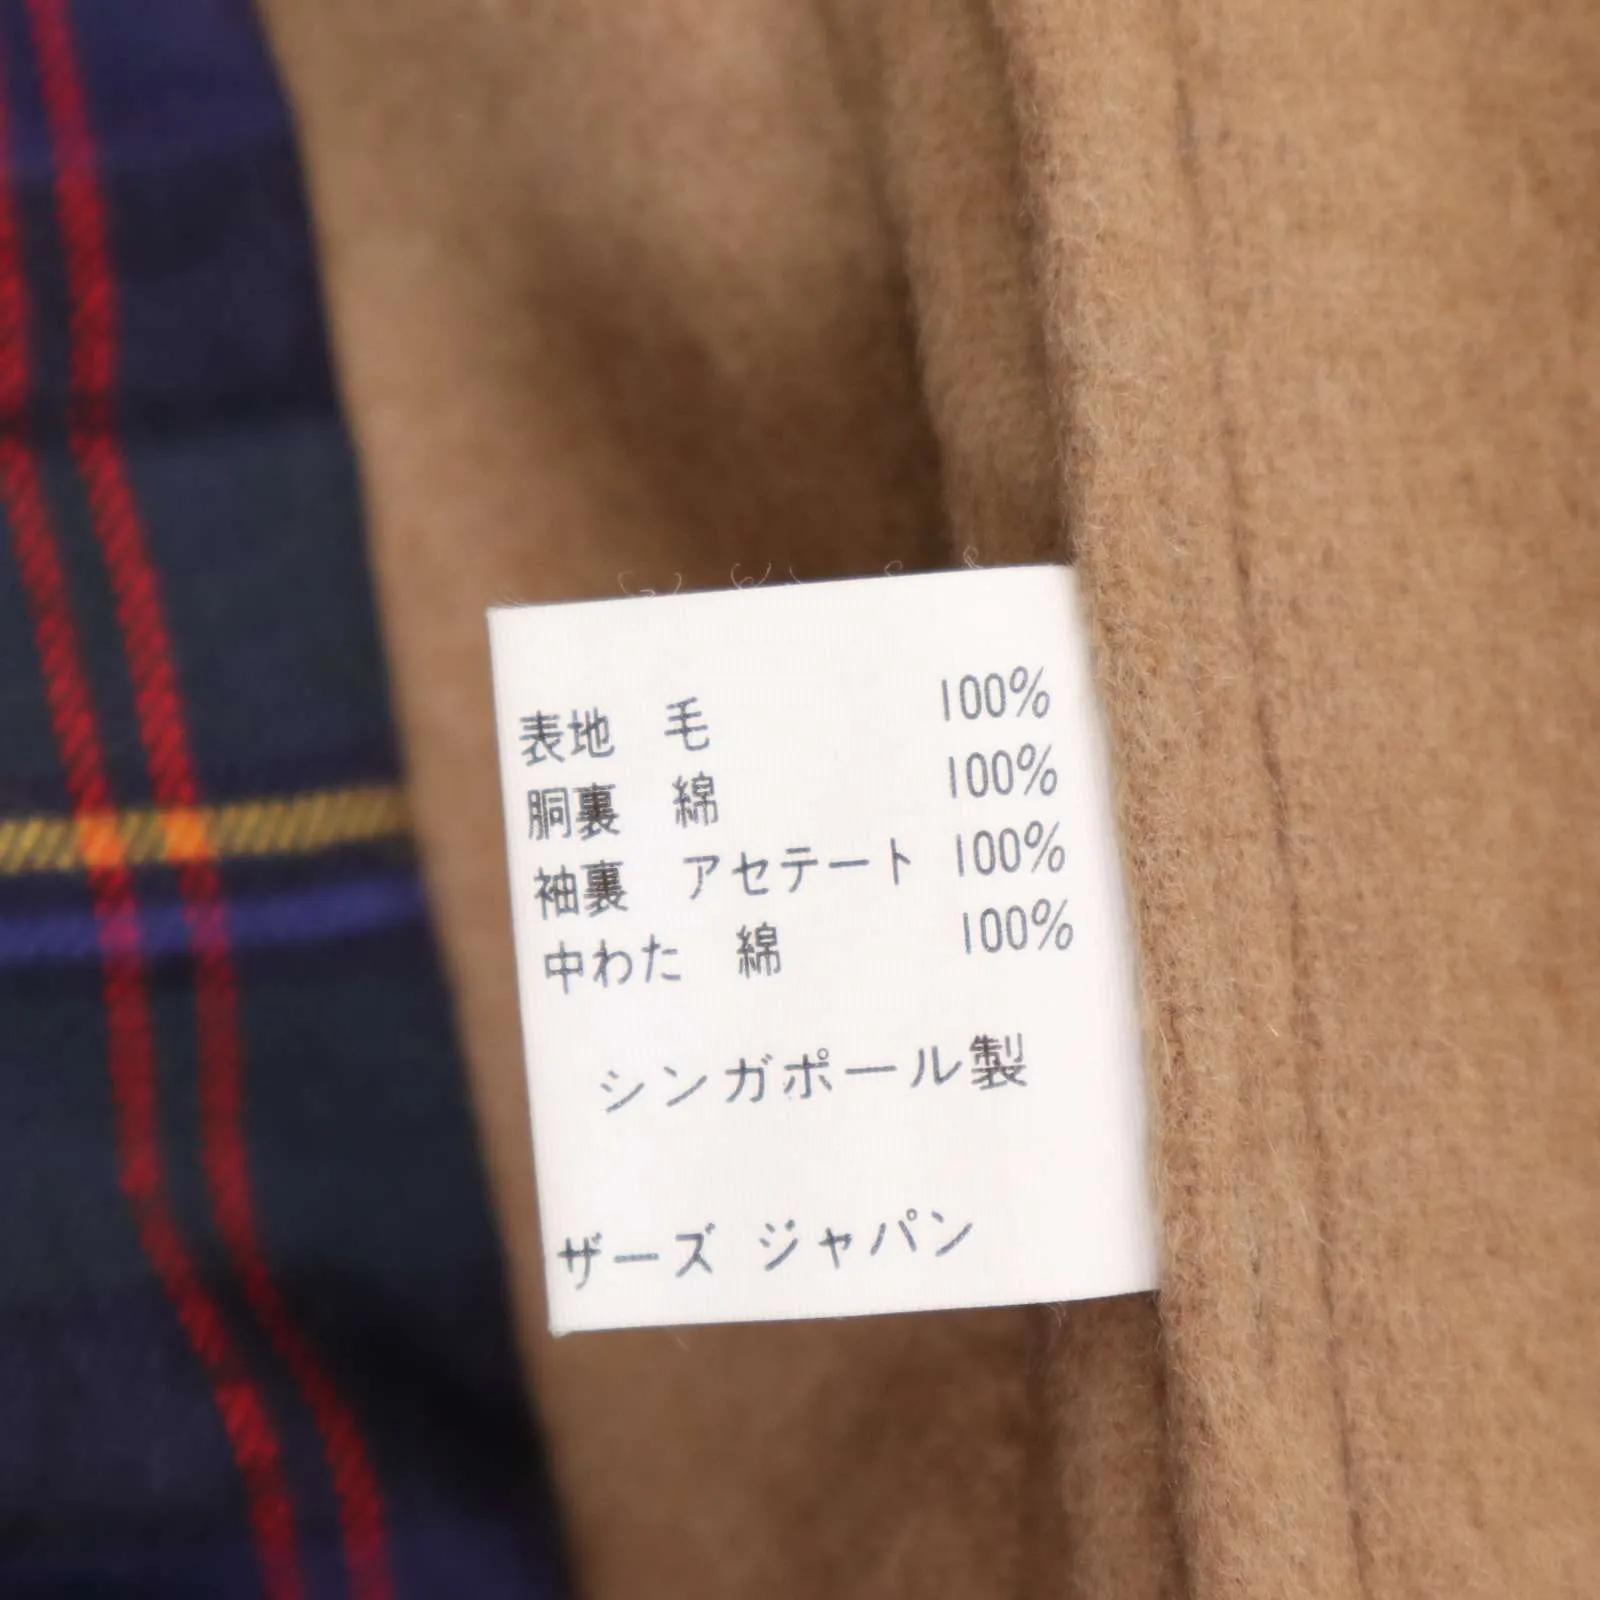 表地 毛 100%
胴裏 綿 100%
袖裏 アセテート 100%
中わた 綿 100%
シンガポール製
ザーズ ジャパン